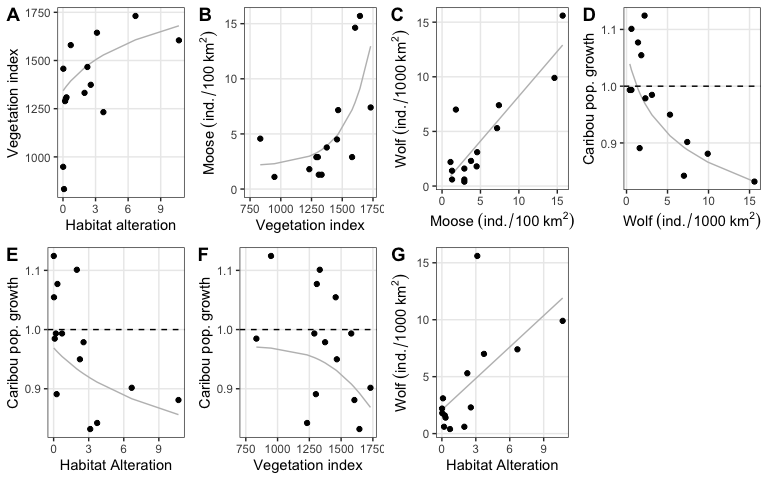 A
1750
1500
1250
1000
Vegetation index
0 3 6 9
Habitat alteration
B
15
10
5
0
Moose (ind./100 km²)
750 1000 1250 1500 1750
Vegetation index
C
15
10
5
0
Wolf (ind./1000 km²)
0 5 10 15
Moose (ind./100 km²)
D
1.1
1.0
0.9
Caribou pop. growth
0 5 10 15
Wolf (ind./1000 km²)
E
1.1
1.0
0.9
Caribou pop. growth
0 3 6 9
Habitat Alteration
F
1.1
1.0
0.9
Caribou pop. growth
750 1000 1250 1500 1750
Vegetation index
G
15
10
5
0
Wolf (ind./1000 km²)
0 3 6 9
Habitat Alteration